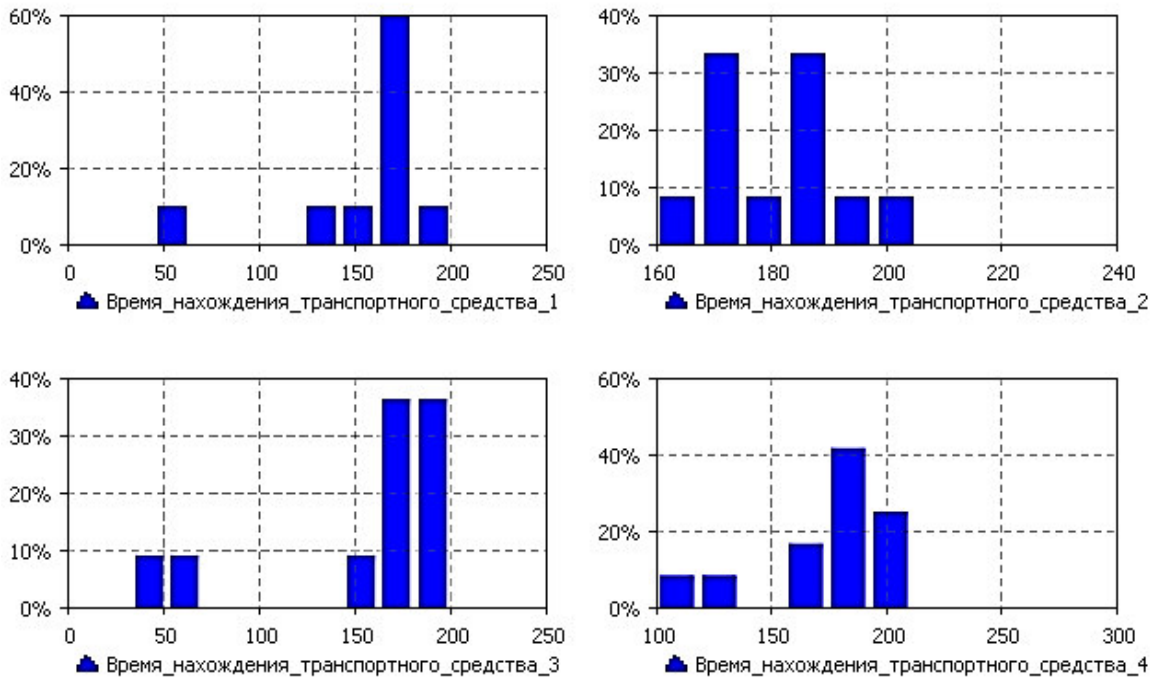 60%
40%
20%
0%
0 50 100 150 200 250
Время_нахождения_транспортного_средства_1
40%
30%
20%
10%
0%
160 180 200 220 240
Время_нахождения_транспортного_средства_2
40%
30%
20%
10%
0%
0 50 100 150 200 250
Время_нахождения_транспортного_средства_3
60%
40%
20%
0%
100 150 200 250 300
Время_нахождения_транспортного_средства_4